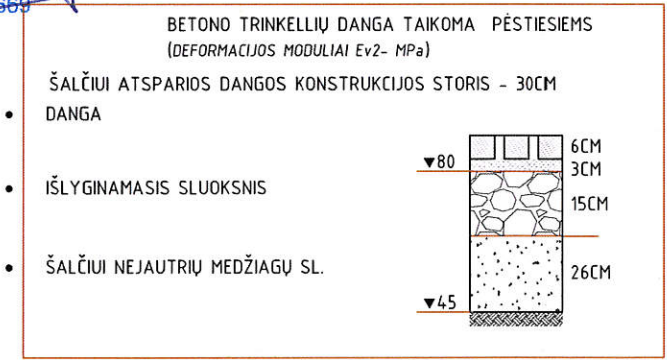 BETONO TRINKELLIŲ DANGA TAIKOMA PĖSTIESIEMS
(DEFORMACIJOS MODULIAI Ev2- MPa)
ŠALČIUI ATSPARIOS DANGOS KONSTRUKCIJOS STORIS - 30CM
• DANGA
6CM
▼80
3CM
• IŠLYGINAMASIS SLUOKSNIS
15CM
• ŠALČIUI NEJAUTRIŲ MEDŽIAGŲ SL.
26CM
▼45